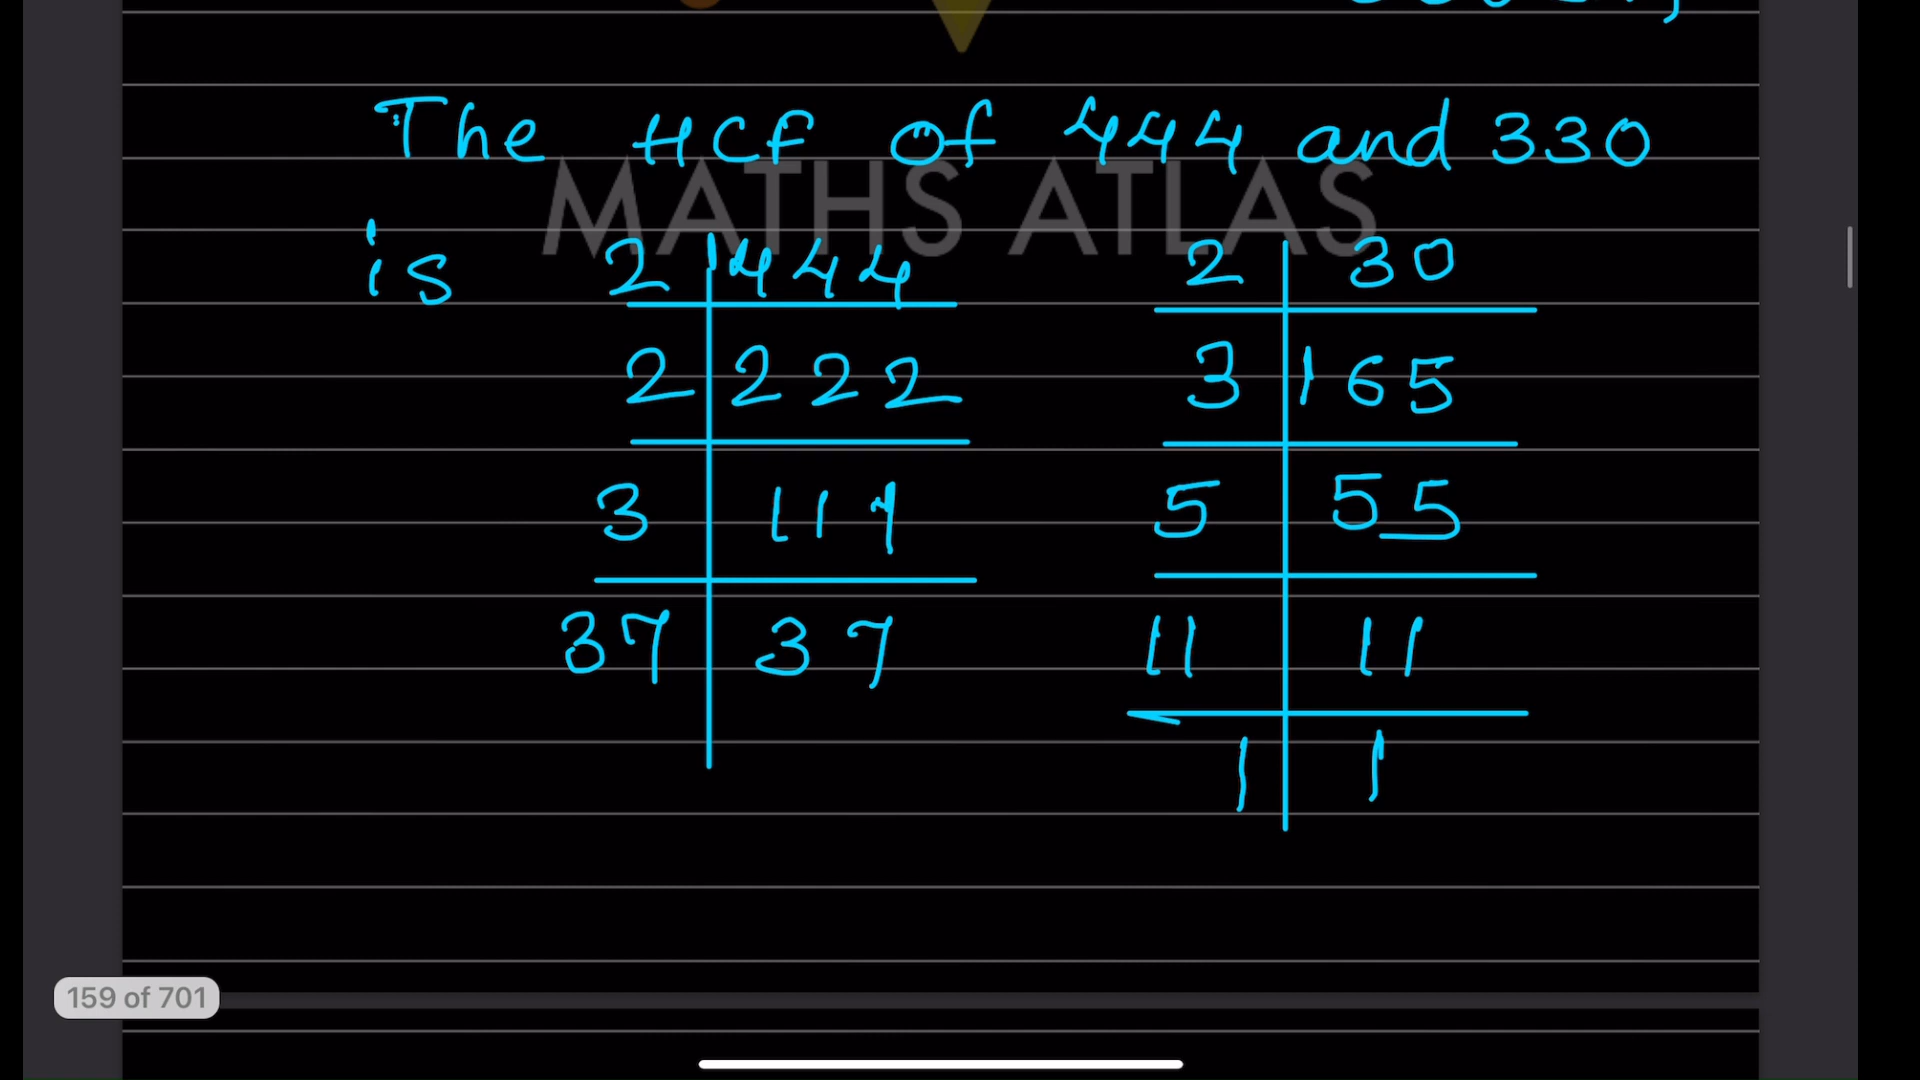 The HCF of 444 and 330
MATHS ATLAS
is 2 444 2 30
2 222 3 165
3 111 5 55
37 37 11 11
1 1
159 of 701